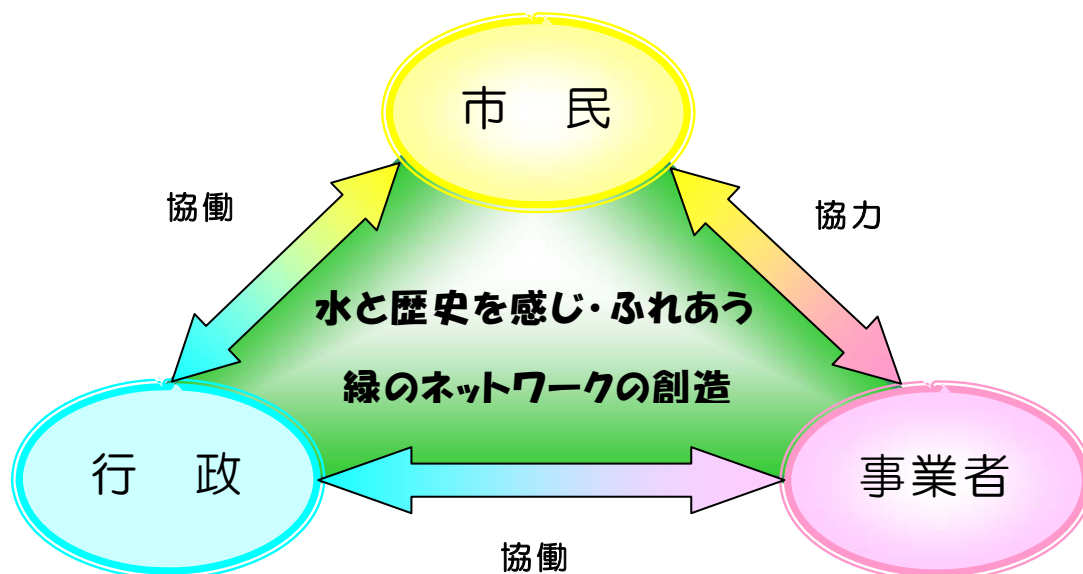 市　民
協働
協力
水と歴史を感じ・ふれあう
緑のネットワークの創造
行　政
事業者
協働